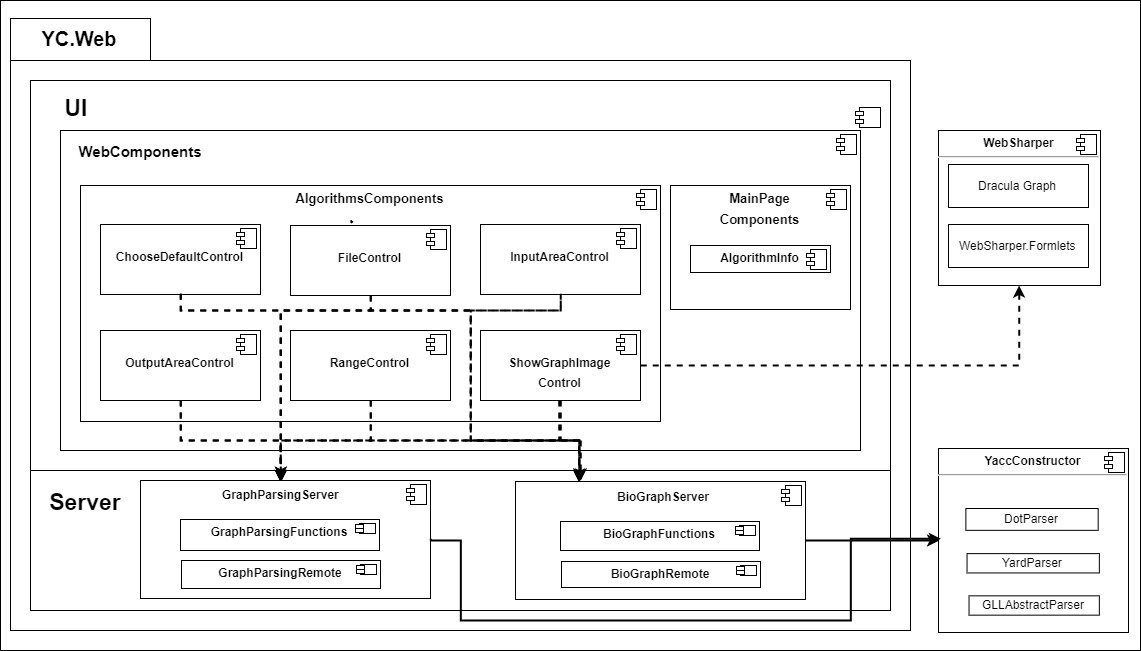 YC.Web
UI
WebComponents
AlgorithmsComponents
ChooseDefaultControl
FileControl
InputAreaControl
OutputAreaControl
RangeControl
ShowGraphImage
Control
MainPage
Components
AlgorithmInfo
WebSharper
Dracula Graph
WebSharper.Formlets
Server
GraphParsingServer
GraphParsingFunctions
GraphParsingRemote
BioGraphServer
BioGraphFunctions
BioGraphRemote
YaccConstructor
DotParser
YardParser
GLLAbstractParser